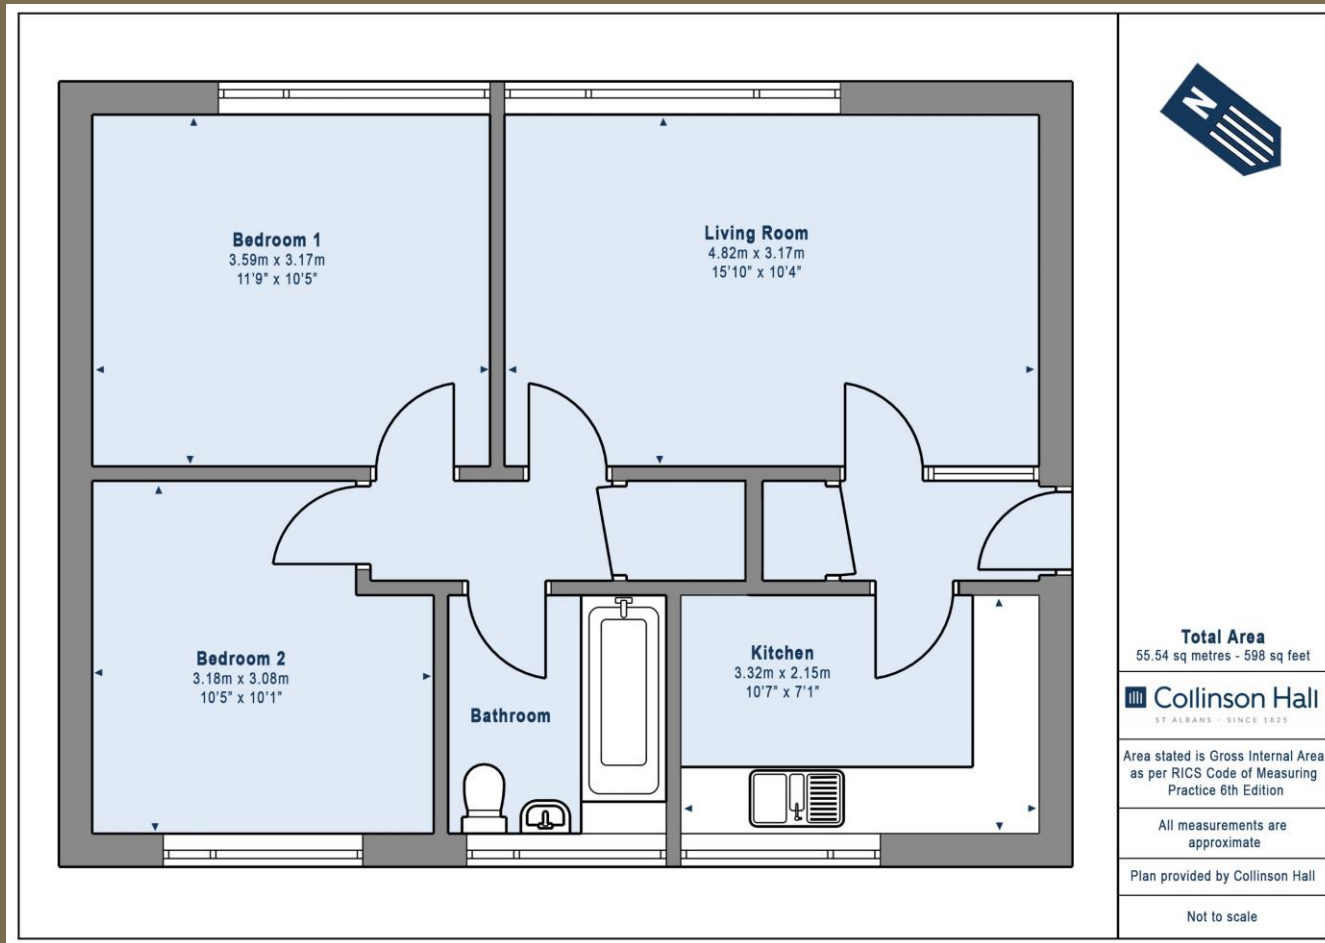 N
Bedroom 1
3.59m x 3.17m
11'9" x 10'5"
Living Room
4.82m x 3.17m
15'10" x 10'4"
Bedroom 2
3.18m x 3.08m
10'5" x 10'1"
Bathroom
Kitchen
3.32m x 2.15m
10'7" x 7'1"
Total Area
55.54 sq metres - 598 sq feet
Collinson Hall
ST ALBANS - SINCE 1825
Area stated is Gross Internal Area
as per RICS Code of Measuring
Practice 6th Edition
All measurements are
approximate
Plan provided by Collinson Hall
Not to scale